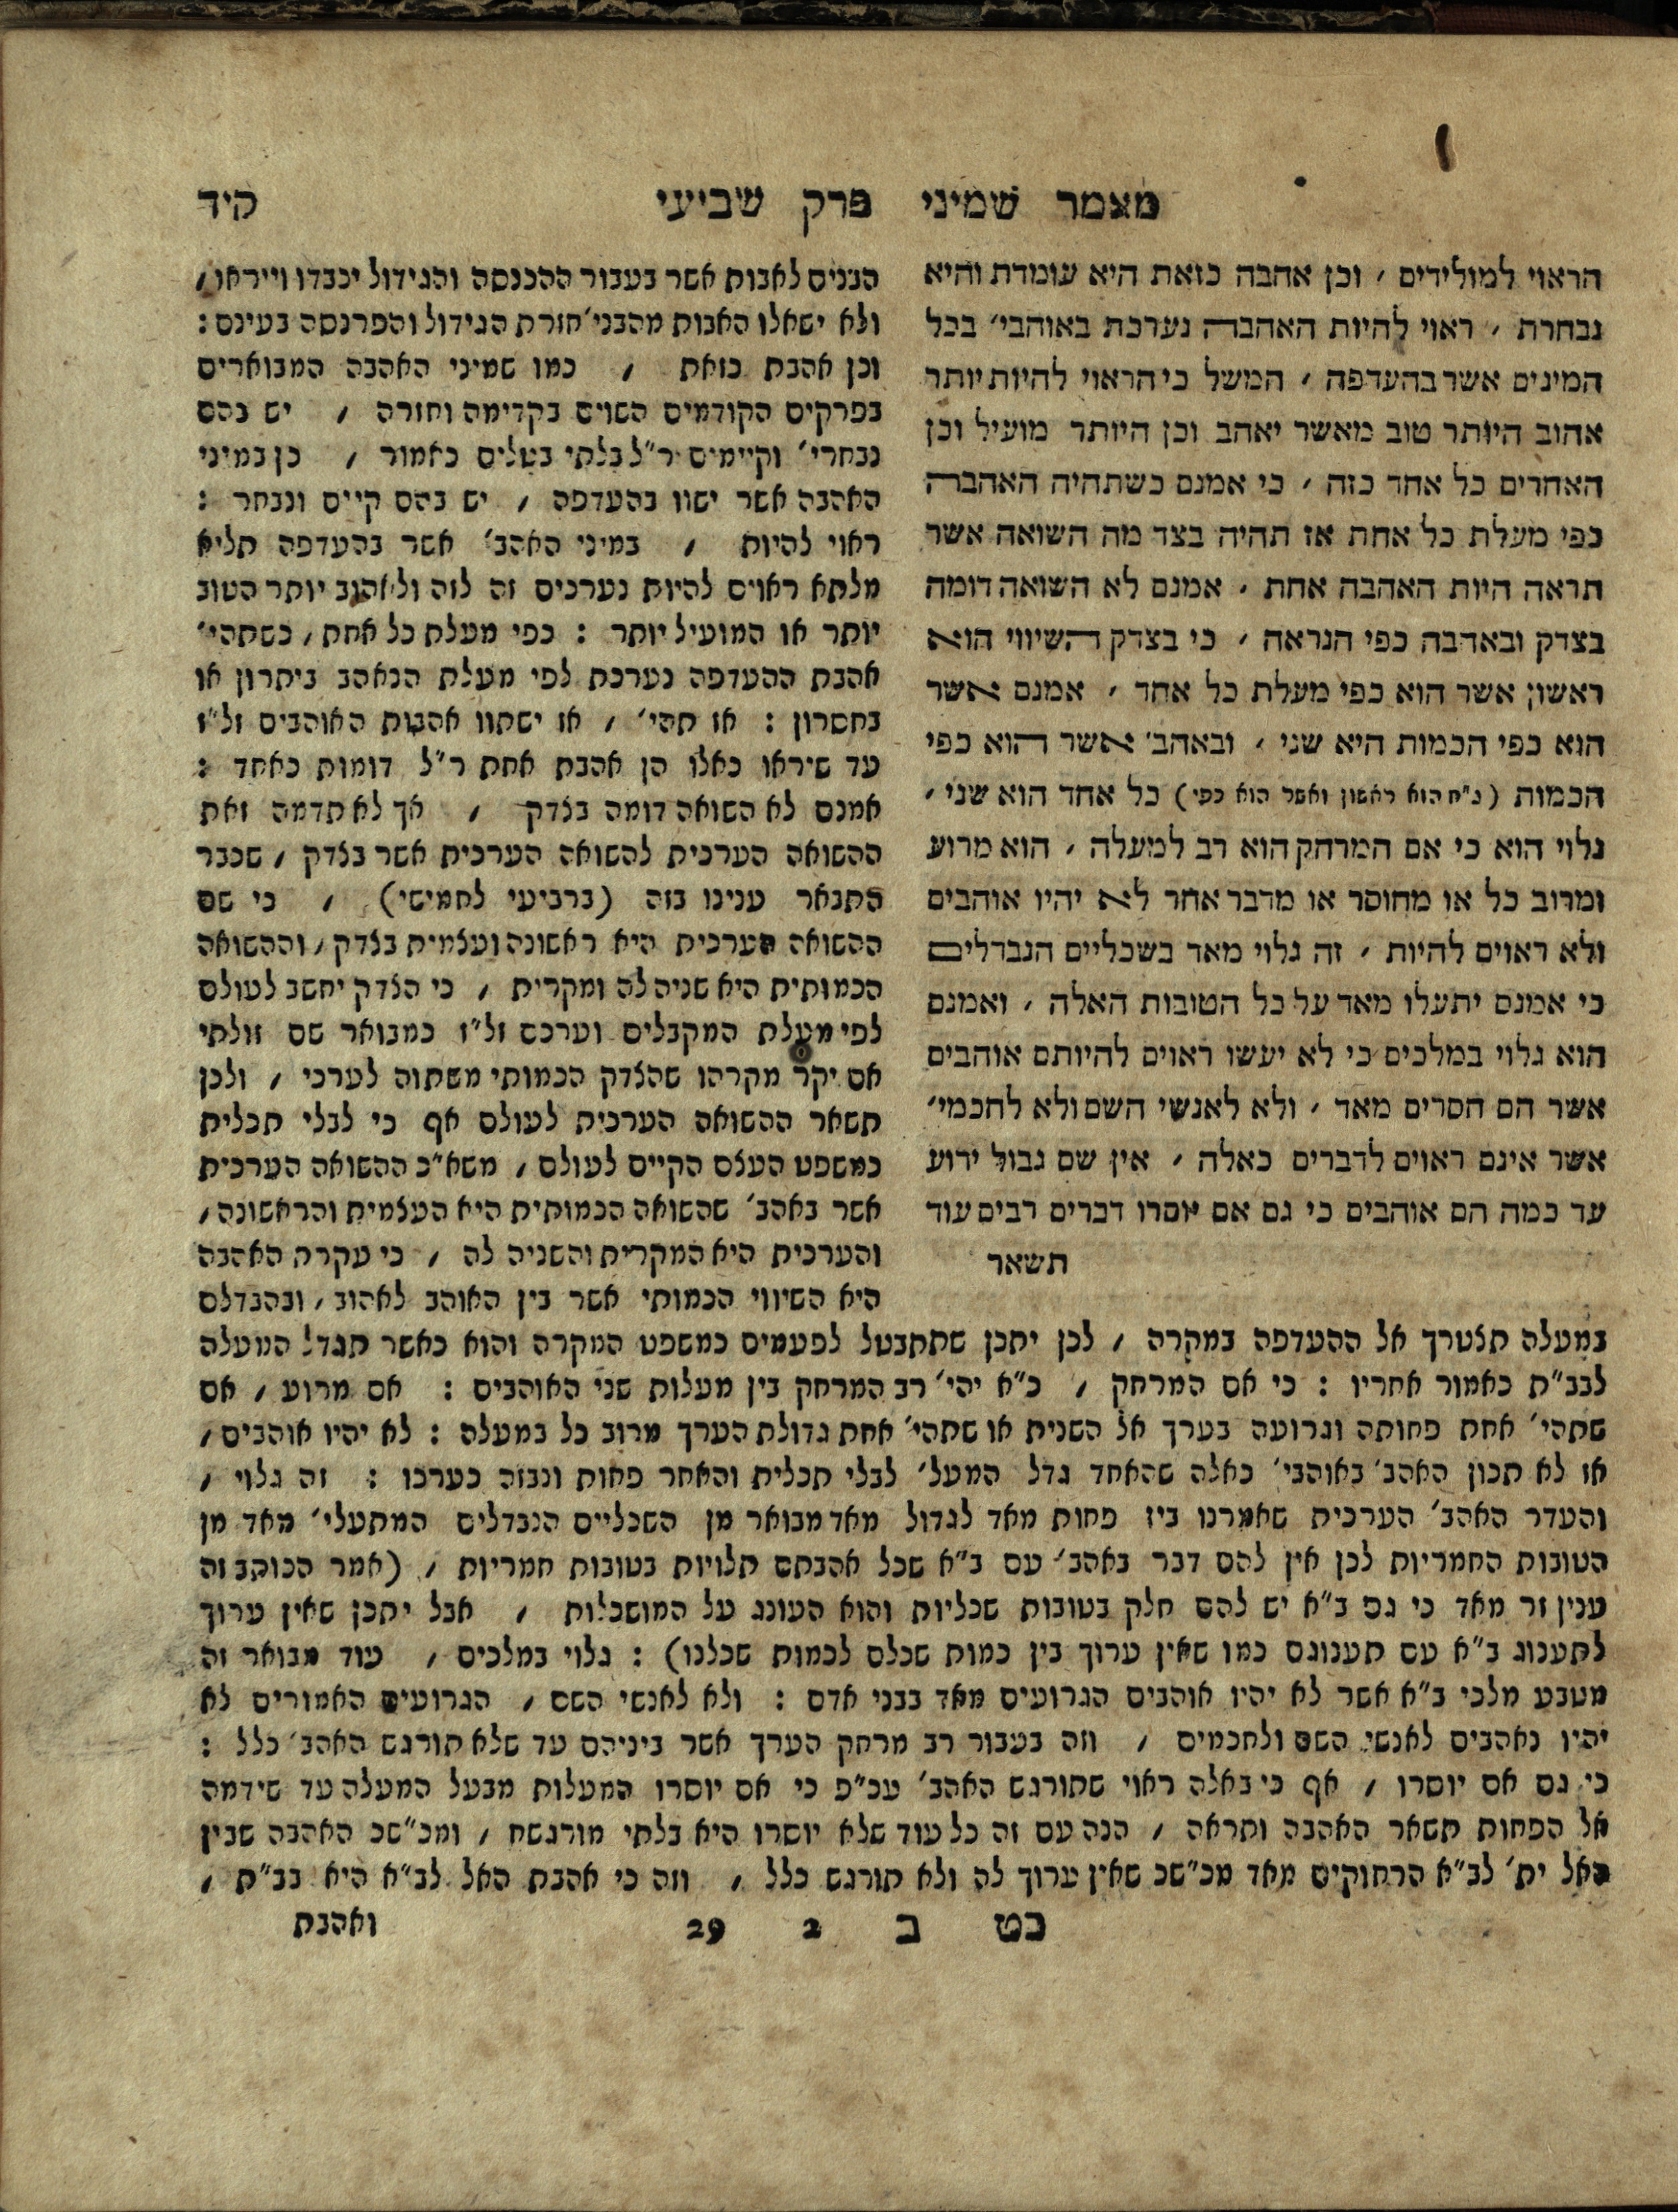 מאמר שמיני פרק שביעי קיד
הראוי למולידים, וכן אהבה כזאת היא עומדת והיא
נבחרת, ראוי להיות האהבה נערכת באוהבי׳ בכל
המינים אשר בהעדפה, המשל כי הראוי להיות יותר
אהוב היותר טוב מאשר יאהב וכן היותר מועיל וכן
האחרים כל אחד כזה, כי אמנם כשתהיה האהבה
כפי מעלת כל אחת אז תהיה בצד מה השואה אשר
תראה היות האהבה אחת, אמנם לא השואה דומה
בצדק ובאהבה כפי הנראה, כי בצדק השיווי הוא
ראשון אשר הוא כפי מעלת כל אחד, אמנם אשר
הוא כפי הכמות היא שני, ובאהב׳ אשר הוא כפי
הכמות (נ״ח הוא ראשון ואשר הוא כפי) כל אחד הוא שני,
גלוי הוא כי אם המרחק הוא רב למעלה, הוא מרוע
ומרוב כל או מחוסר או מדבר אחר לא יהיו אוהבים
ולא ראוים להיות, זה גלוי מאד בשכליים הנבדלים
כי אמנם יתעלו מאד על כל הטובות האלה, ואמנם
הוא גלוי במלכים כי לא יעשו ראוים להיותם אוהבים
אשר הם חסרים מאד, ולא לאנשי השם ולא לחכמי׳
אשר אינם ראוים לדברים כאלה, אין שם גבול ידוע
עד כמה הם אוהבים כי גם אם יוסרו דברים רבים עוד
תשאר
הבנים לאבות אשר בעבור ההכנסה והגידול יכבדו וייראו,
ולא ישאלו האבות מהבני׳ חזרת הגידול והפרנסה בעינם:
וכן אהבת כזאת, כמו שמיני האהבה המבוארים
בפרקים הקודמים השוים בקדימה וחזרה, יש בהם
נבחרי׳ וקיימים ר״ל בלתי בטלים כאמור, כן במיני
האהבה אשר ישוו בהעדפה, יש בהם קיים ונבחר:
ראוי להיות, במיני האהב׳ אשר בהעדפה תליא
מלתא ראוים להיות נערכים זה לזה ולאהוב יותר הטוב
יותר או המועיל יותר: כפי מעלת כל אחת, כשתהי׳
אהבת ההעדפה נערכת לפי מעלת הנאהב ביתרון או
בחסרון: אז תהי׳, אז ישתוו אהבות האוהבים זל״ז
עד שיראו כאלו הן אהבת אחת ר״ל דומות כאחד:
אמנם לא השואה דומה בצדק, אך לא תדמה זאת
ההשואה הערכית להשואה הערכית אשר בצדק, שכבר
התבאר ענינו בזה (ברביעי לחמישי), כי שם
ההשואה הערכית היא ראשונה ועצמית בצדק, וההשואה
הכמותית היא שניה לה ומקרית, כי הצדק יחשב לעולם
לפי מעלת המקבלים וערכם זל״ז כמבואר שם זולתי
אם יקר מקרהו שהצדק הכמותי משתוה לערכי, ולכן
תשאר ההשואה הערכית לעולם אף כי לבלי תכלית
כמשפט העצם הקיים לעולם, משא״כ ההשואה הערכית
אשר באהב׳ שהשואה הכמותית היא העצמית והראשונה,
והערכית היא המקרית והשניה לה, כי עקרה האהבה
היא השיווי הכמותי אשר בין האוהב לאהוב, ובהבדלם
במעלה תצטרך אל ההעדפה במקרה, לכן יתכן שתתבטל לפעמים כמשפט המקרה והוא כאשר תגדל המעלה
לבב״ת כאמור אחריו: כי אם המרחק, כ״א יהי׳ רב המרחק בין מעלות שני האוהבים: אם מרוע, אם
שתהי׳ אחת פחותה וגרועה בערך אל השנית או שתהי׳ אחת גדולת הערך מרוב כל במעלה: לא יהיו אוהבים,
אז לא תכון האהב׳ באוהבי׳ כאלה שהאחד גדל המעל׳ לבלי תכלית והאחר פחות ונבזה בערכו: זה גלוי,
והעדר האהב׳ הערכית שאמרנו בין פחות מאד לגדול מאד מבואר מן השכליים הנבדלים המתעלי׳ מאד מן
הטובות החמריות לכן אין להם דבר באהב׳ עם ב״א שכל אהבתם תלויות בטובות חמריות, (אמר הכותב זה
ענין זר מאד כי גם ב״א יש להם חלק בטובות שכליות והוא העונג על המושכלות, אבל יתכן שאין ערוך
לתענוג ב״א עם תענוגם כמו שאין ערוך בין כמות שכלם לכמות שכלנו): גלוי במלכים, עוד מבואר זה
מטבע מלכי ב״א אשר לא יהיו אוהבים הגרועים מאד בבני אדם: ולא לאנשי השם, הגרועים האמורים לא
יהיו נאהבים לאנשי השם ולחכמים, וזה בעבור רב מרחק הערך אשר ביניהם עד שלא תורגש האהב׳ כלל:
כי גם אם יוסרו, אף כי באלה ראוי שתורגש האהב׳ עכ״פ כי אם יוסרו המעלות מבעל המעלה עד שידמה
אל הפחות תשאר האהבה ותראה, הנה עם זה כל עוד שלא יוסרו היא בלתי מורגשת, ומכ״שכ האהבה שבין
האל ית׳ לב״א הרחוקים מאד מכ״שכ שאין ערוך לה ולא תורגש כלל, וזה כי אהבת האל לב״א היא בב״ת,
כט ב 2 29 ואהבת